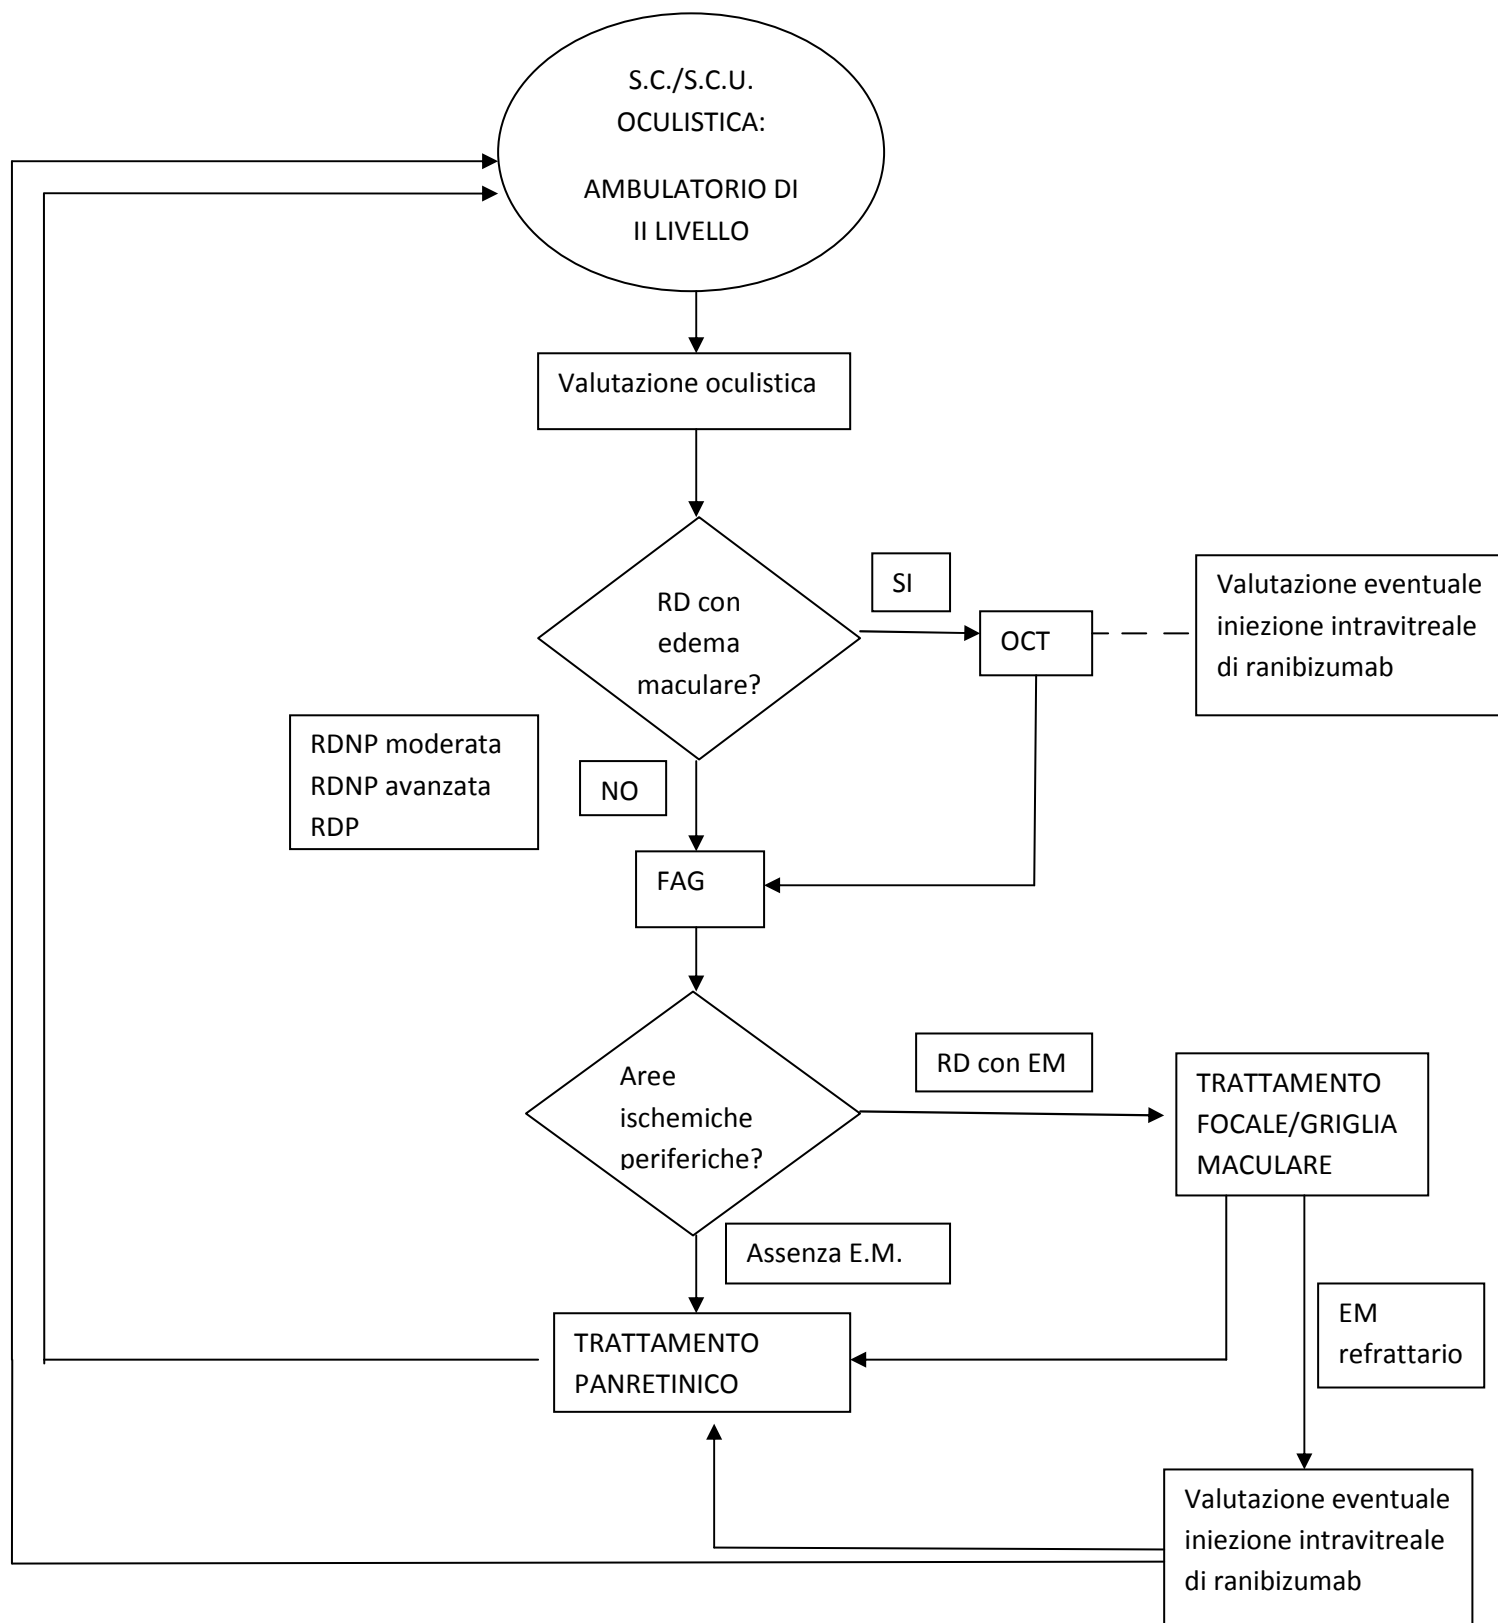 S.C./S.C.U.
OCULISTICA:
AMBULATORIO DI
II LIVELLO
Valutazione oculistica
RD con
edema
maculare?
SI
OCT
Valutazione eventuale
iniezione intravitreale
di ranibizumab
RDNP moderata
RDNP avanzata
RDP
NO
FAG
Aree
ischemiche
periferiche?
RD con EM
TRATTAMENTO
FOCALE/GRIGLIA
MACULARE
Assenza E.M.
TRATTAMENTO
PANRETINICO
EM
refrattario
Valutazione eventuale
iniezione intravitreale
di ranibizumab